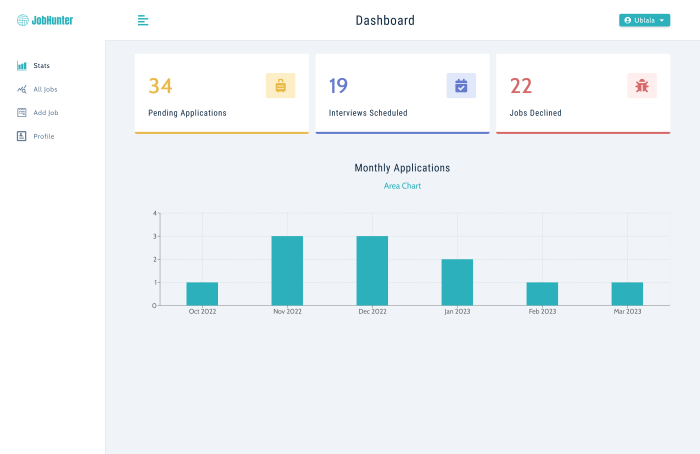 JobHunter
Dashboard
Ublala
Stats
All Jobs
Add Job
Profile
34
Pending Applications
19
Interviews Scheduled
22
Jobs Declined
Monthly Applications
Area Chart
4
3
2
1
0
Oct 2022
Nov 2022
Dec 2022
Jan 2023
Feb 2023
Mar 2023